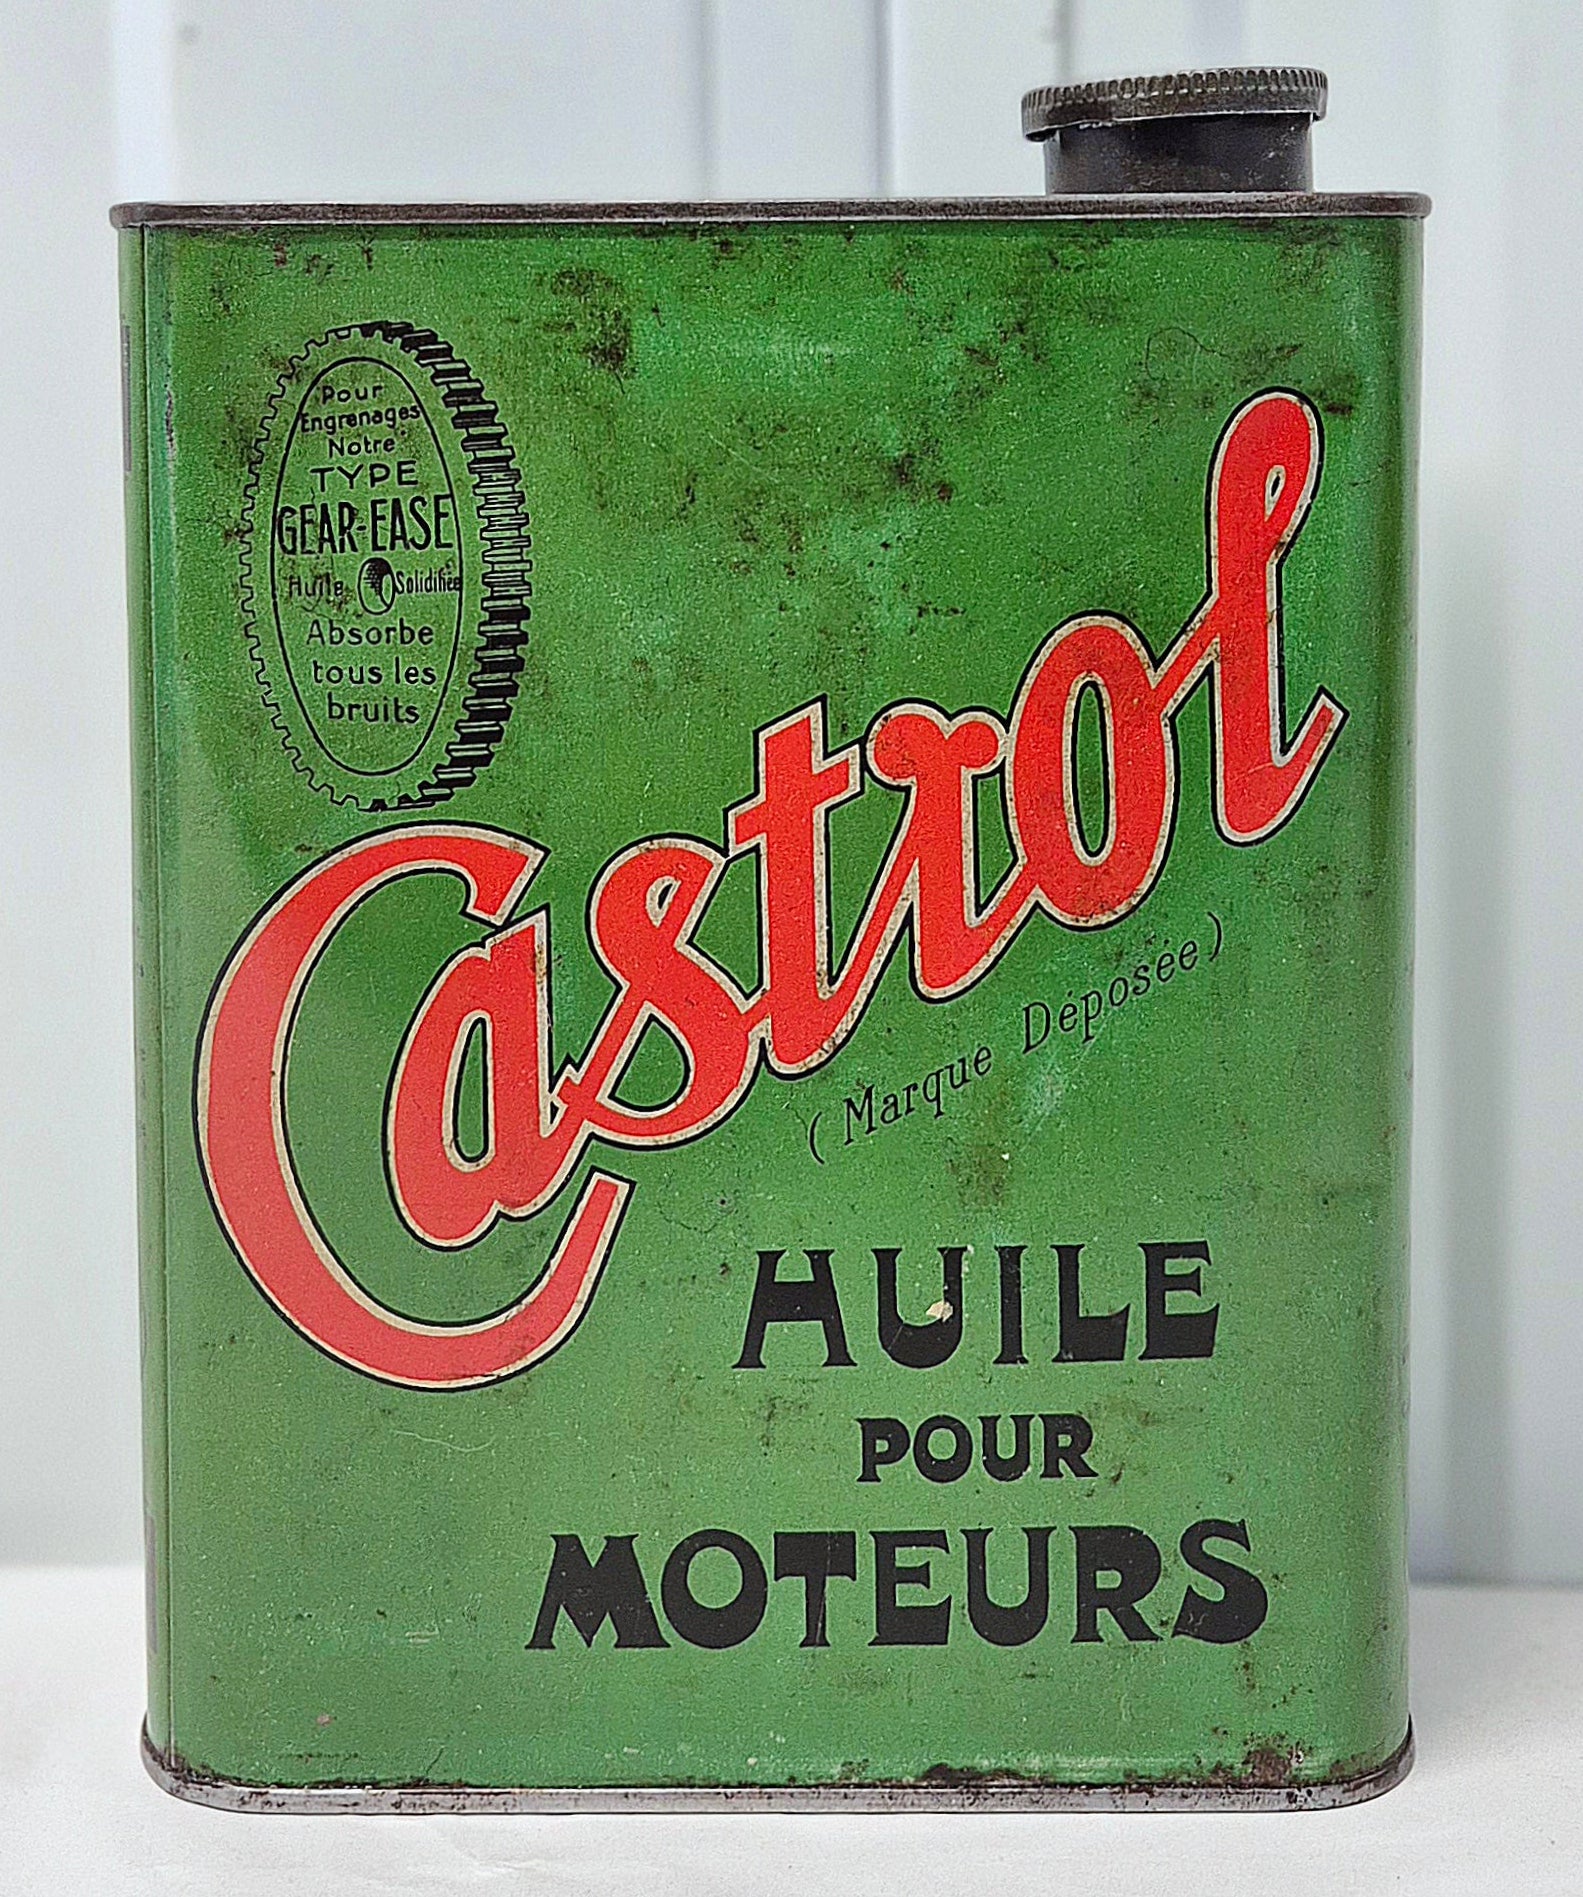 Pour
Engrenages
Notre
TYPE
GEAR-EASE
Huile Solidifiée
Absorbe
tous les
bruits
Castrol
(Marque Déposée)
HUILE
POUR
MOTEURS